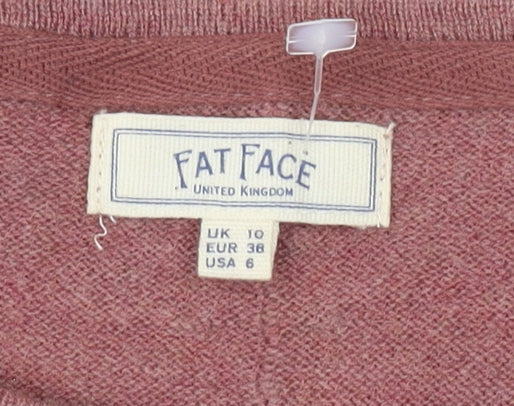 FAT FACE
UNITED KINGDOM
UK 10
EUR 38
USA 6